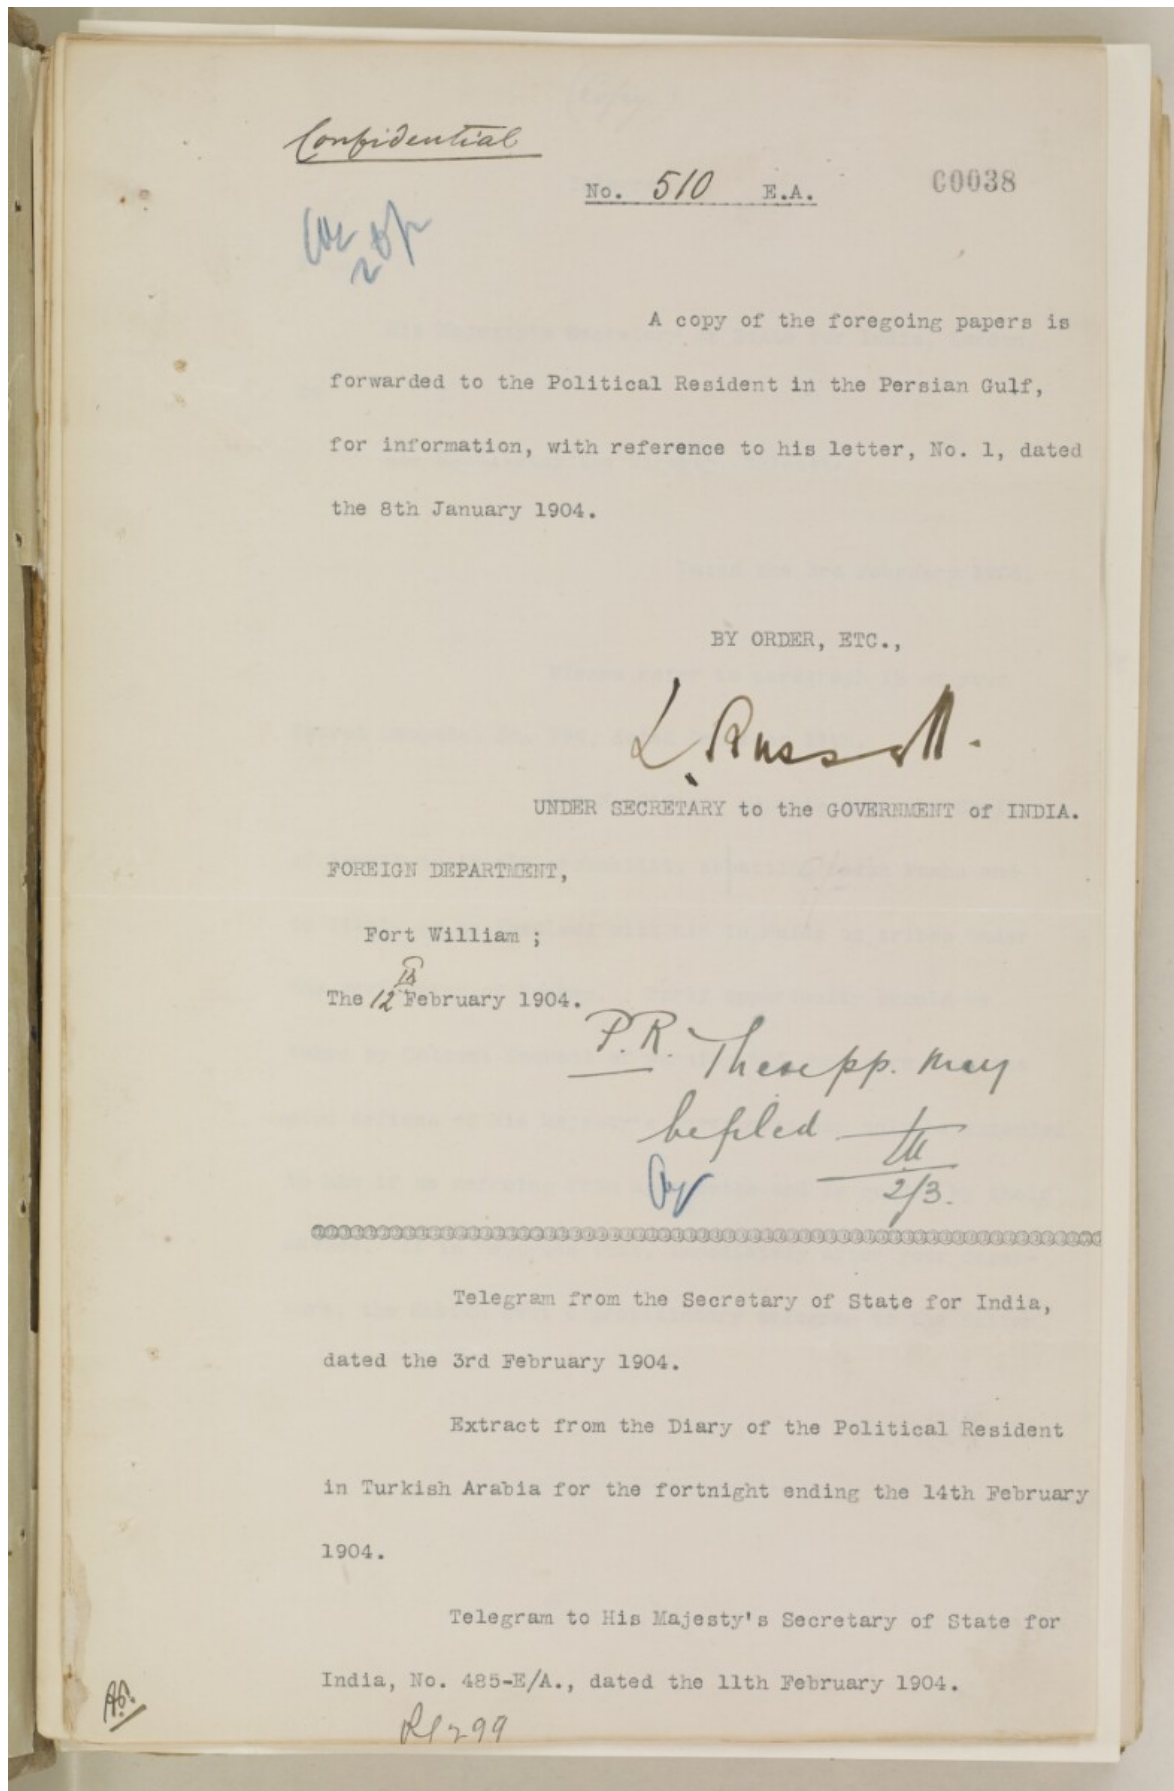 Confidential
No. 510 E.A.
00038
A copy of the foregoing papers is
forwarded to the Political Resident in the Persian Gulf,
for information, with reference to his letter, No. 1, dated
the 8th January 1904.
BY ORDER, ETC.,
L. Russell.
UNDER SECRETARY to the GOVERNMENT of INDIA.
FOREIGN DEPARTMENT,
Fort William ;
The 12th February 1904.
P.R. These pp. may
be filed
2/3.
Telegram from the Secretary of State for India,
dated the 3rd February 1904.
Extract from the Diary of the Political Resident
in Turkish Arabia for the fortnight ending the 14th February
1904.
Telegram to His Majesty's Secretary of State for
India, No. 485-E/A., dated the 11th February 1904.